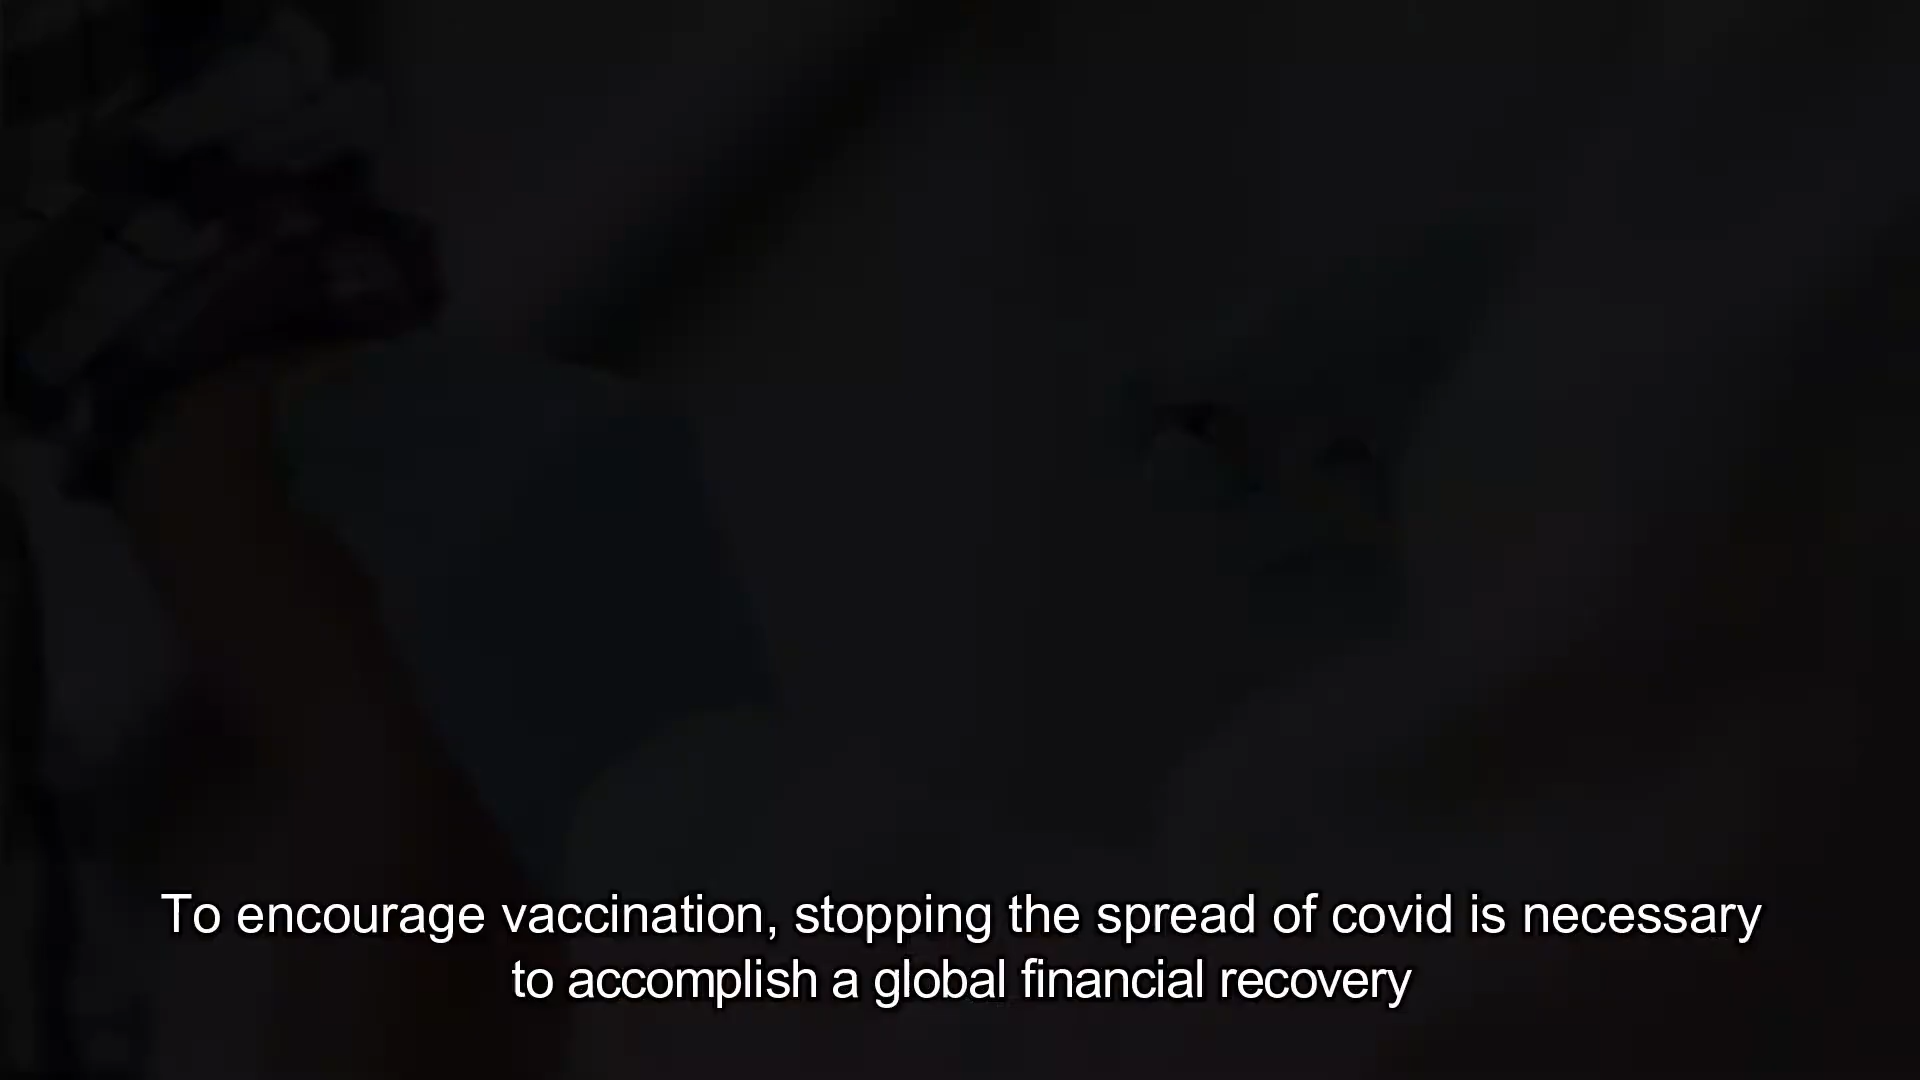 To encourage vaccination, stopping the spread of covid is necessary
to accomplish a global financial recovery